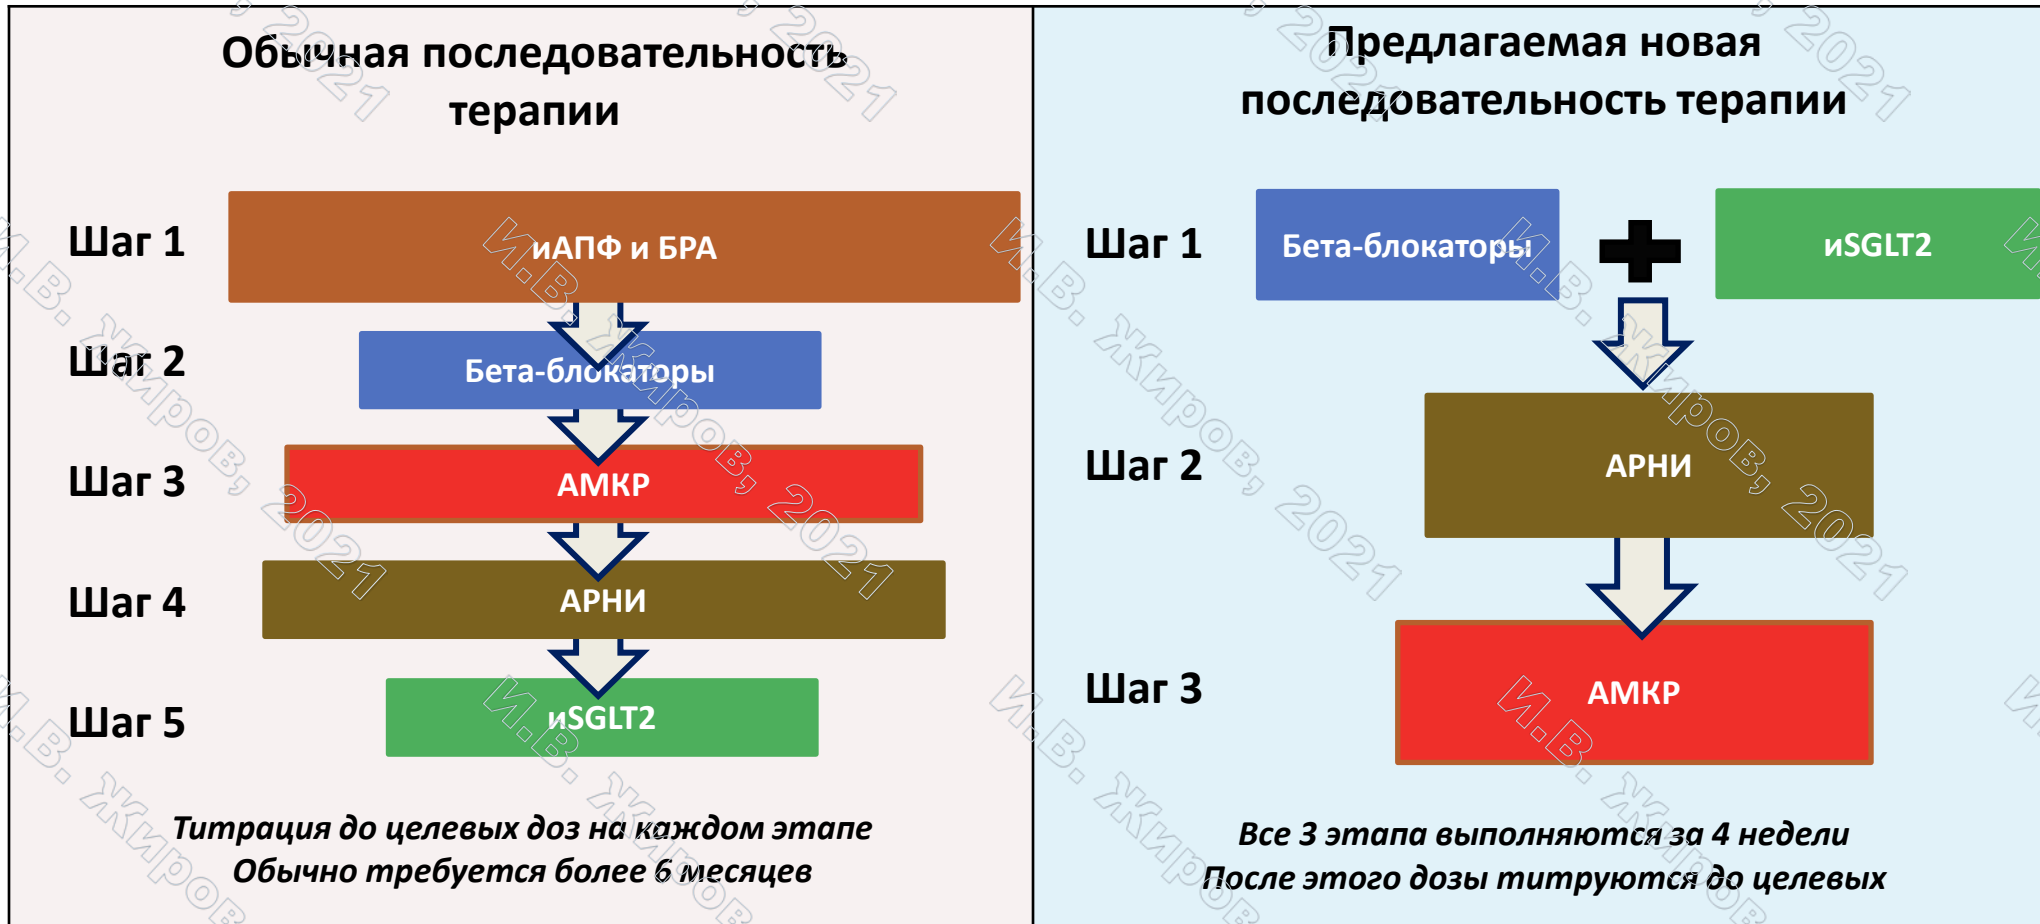 Обычная последовательность
терапии
Шаг 1
иАПФ и БРА
Шаг 2
Бета-блокаторы
Шаг 3
АМКР
Шаг 4
АРНИ
Шаг 5
иSGLT2
Титрация до целевых доз на каждом этапе
Обычно требуется более 6 месяцев
Предлагаемая новая
последовательность терапии
Шаг 1
Бета-блокаторы
иSGLT2
Шаг 2
АРНИ
Шаг 3
АМКР
Все 3 этапа выполняются за 4 недели
После этого дозы титруются до целевых
И.В. Жиров, 2021